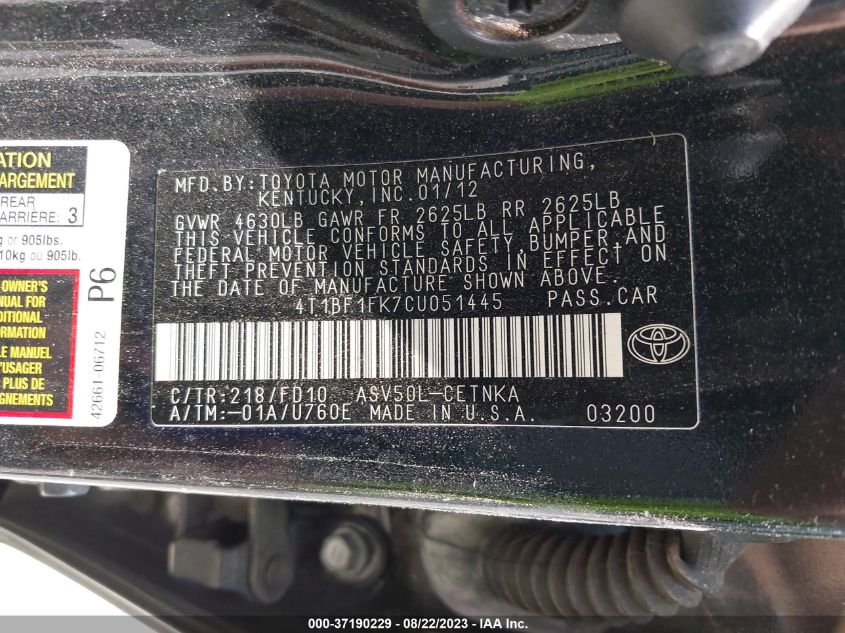 ATION
ARGEMENT
REAR
ARRIÈRE: 3
g or 905lbs.
10kg ou 905lb.
OWNER'S
NUAL FOR
DITIONAL
ORMATION
LE MANUEL
'USAGER
PLUS DE
AILS
P6
42661-06712
MFD.BY:TOYOTA MOTOR MANUFACTURING,
KENTUCKY,INC.01/12
GVWR 4630LB GAWR FR 2625LB RR 2625LB
THIS VEHICLE CONFORMS TO ALL APPLICABLE
FEDERAL MOTOR VEHICLE SAFETY,BUMPER,AND
THEFT PREVENTION STANDARDS IN EFFECT ON
THE DATE OF MANUFACTURE SHOWN ABOVE.
4T1BF1FK7CU051445 PASS.CAR
C/TR:218/FD10 ASV50L-CETNKA
A/TM:-01A/U760E MADE IN U.S.A. 03200
000-37190229 - 08/22/2023 - IAAI.COM